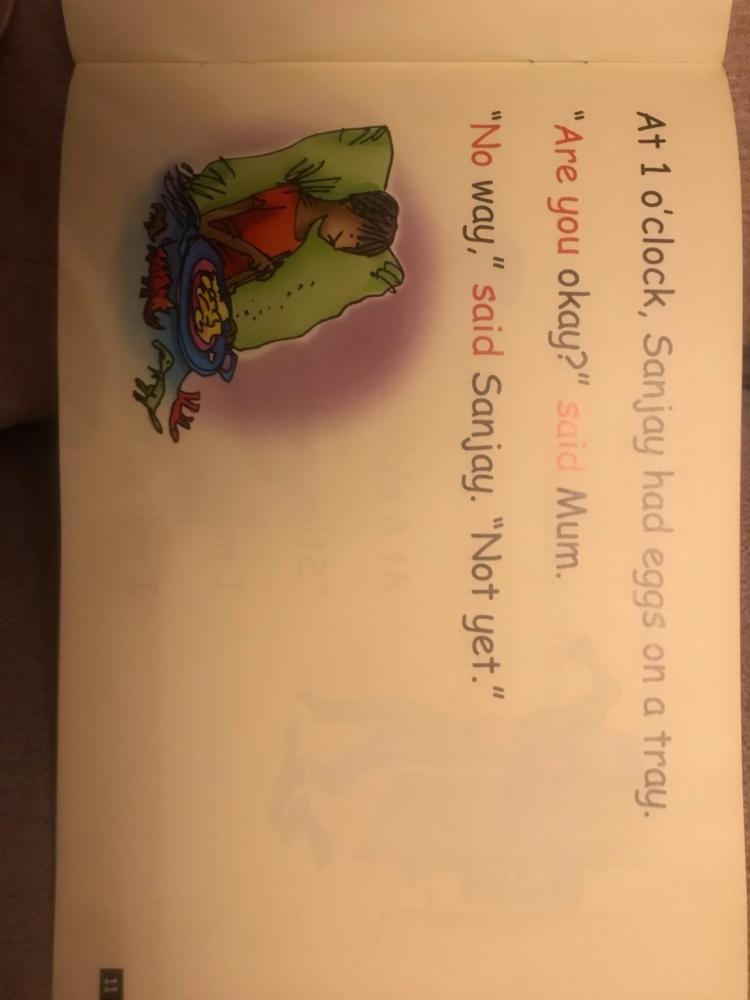 At 1 o'clock, Sanjay had eggs on a tray.
"Are you okay?" said Mum.
"No way," said Sanjay. "Not yet."
11